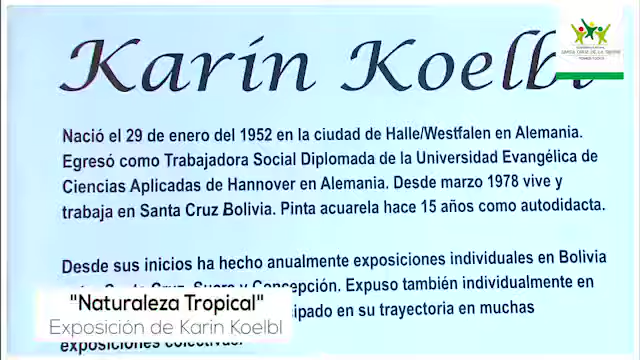 Karin Koelbl
Nació el 29 de enero del 1952 en la ciudad de Halle/Westfalen en Alemania.
Egresó como Trabajadora Social Diplomada de la Universidad Evangélica de
Ciencias Aplicadas de Hannover en Alemania. Desde marzo 1978 vive y
trabaja en Santa Cruz Bolivia. Pinta acuarela hace 15 años como autodidacta.
Desde sus inicios ha hecho anualmente exposiciones individuales en Bolivia
Santa Cruz, Sucre y Concepción. Expuso también individualmente en
en su trayectoria en muchas
exposiciones colectivas.
"Naturaleza Tropical"
Exposición de Karin Koelbl